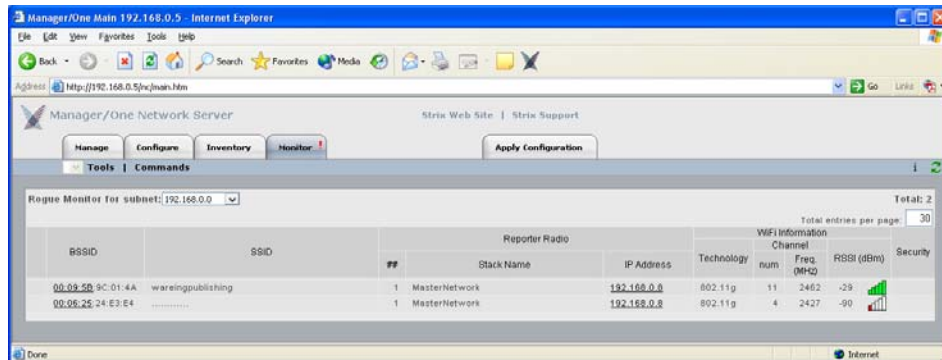 Manager/One Main 192.168.0.5 - Internet Explorer
File Edit View Favorites Tools Help
Back Search Favorites Media
Address http://192.168.0.5/nc/main.htm Go Links
Manager/One Network Server Strix Web Site | Strix Support
Manage Configure Inventory Monitor ! Apply Configuration
Tools | Commands i
Rogue Monitor for subnet: 192.168.0.0 Total: 2
Total entries per page: 30
Reporter Radio WiFi Information
Channel
BSSID SSID ## Stack Name IP Address Technology num Freq. (MHz) RSSI (dBm) Security
00:09:5B:9C:01:4A wareingpublishing 1 MasterNetwork 192.168.0.8 802.11g 11 2462 -29
00:06:25:24:E3:E4 ............ 1 MasterNetwork 192.168.0.8 802.11g 4 2427 -90
Done Internet